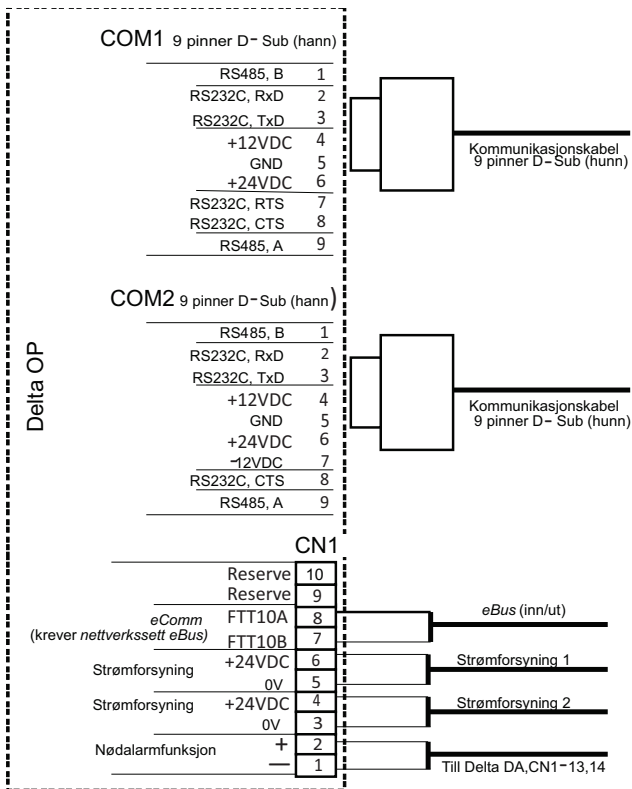 COM1 9 pinner D-Sub (hann)
RS485, B 1
RS232C, RxD 2
RS232C, TxD 3
+12VDC 4
GND 5
+24VDC 6
RS232C, RTS 7
RS232C, CTS 8
RS485, A 9
Kommunikasjonskabel
9 pinner D-Sub (hunn)
COM2 9 pinner D-Sub (hann)
RS485, B 1
RS232C, RxD 2
RS232C, TxD 3
+12VDC 4
GND 5
+24VDC 6
-12VDC 7
RS232C, CTS 8
RS485, A 9
Kommunikasjonskabel
9 pinner D-Sub (hunn)
Delta OP
CN1
Reserve 10
Reserve 9
eComm FTT10A 8
(krever nettverkssett eBus) FTT10B 7
eBus (inn/ut)
Strømforsyning +24VDC 6
0V 5
Strømforsyning 1
Strømforsyning +24VDC 4
0V 3
Strømforsyning 2
Nødalarmfunksjon + 2
— 1
Till Delta DA,CN1-13,14